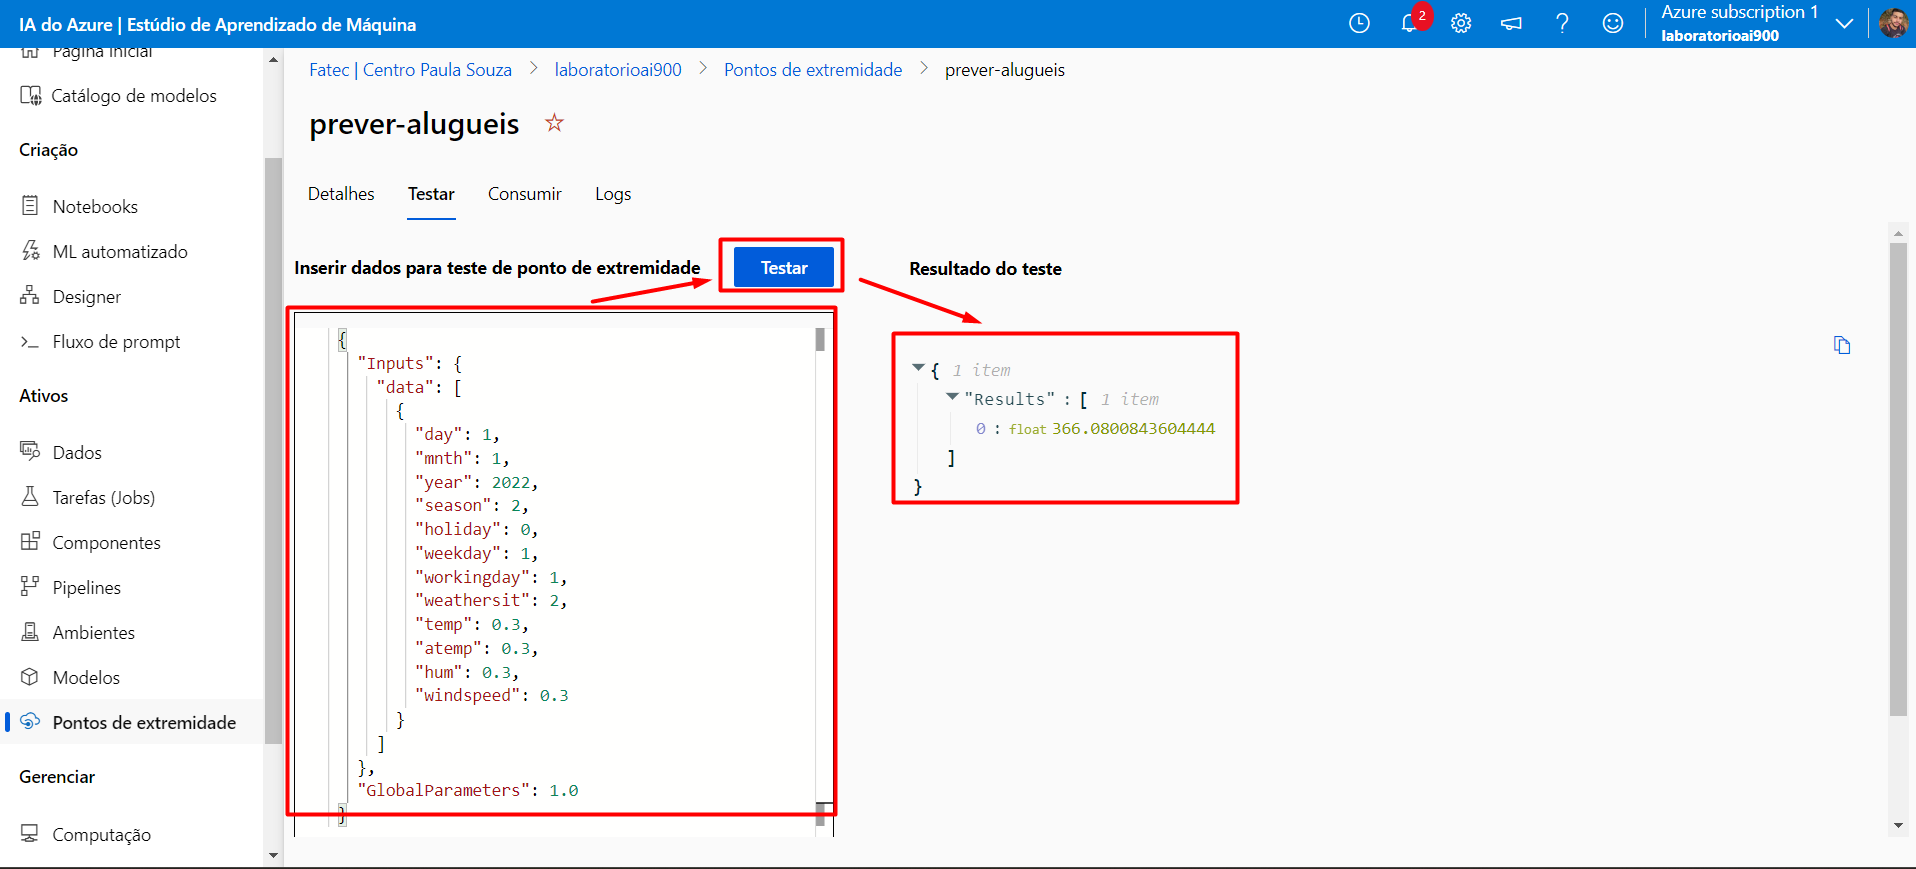 IA do Azure | Estúdio de Aprendizado de Máquina
2
Azure subscription 1
laboratorioai900
Página inicial
Catálogo de modelos
Criação
Notebooks
ML automatizado
Designer
Fluxo de prompt
Ativos
Dados
Tarefas (Jobs)
Componentes
Pipelines
Ambientes
Modelos
Pontos de extremidade
Gerenciar
Computação
Fatec | Centro Paula Souza > laboratorioai900 > Pontos de extremidade > prever-alugueis
prever-alugueis
Detalhes Testar Consumir Logs
Inserir dados para teste de ponto de extremidade
Testar
{
"Inputs": {
"data": [
{
"day": 1,
"mnth": 1,
"year": 2022,
"season": 2,
"holiday": 0,
"weekday": 1,
"workingday": 1,
"weathersit": 2,
"temp": 0.3,
"atemp": 0.3,
"hum": 0.3,
"windspeed": 0.3
}
]
},
"GlobalParameters": 1.0
}
Resultado do teste
{ 1 item
"Results" : [ 1 item
0 : float 366.0800843604444
]
}